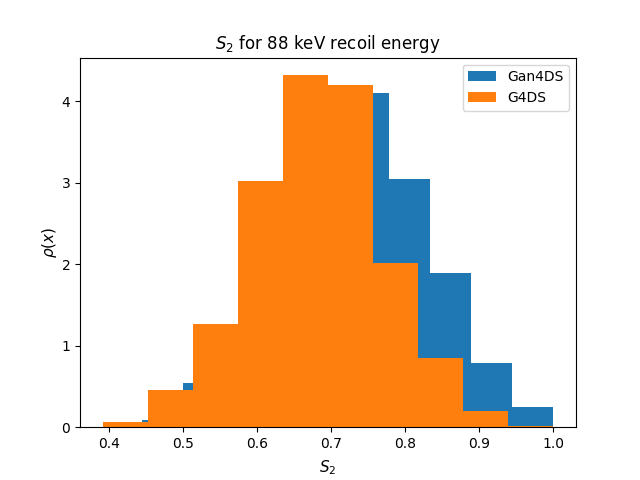 S₂ for 88 keV recoil energy
Gan4DS
G4DS
ρ(x)
4
3
2
1
0
0.4 0.5 0.6 0.7 0.8 0.9 1.0
S₂